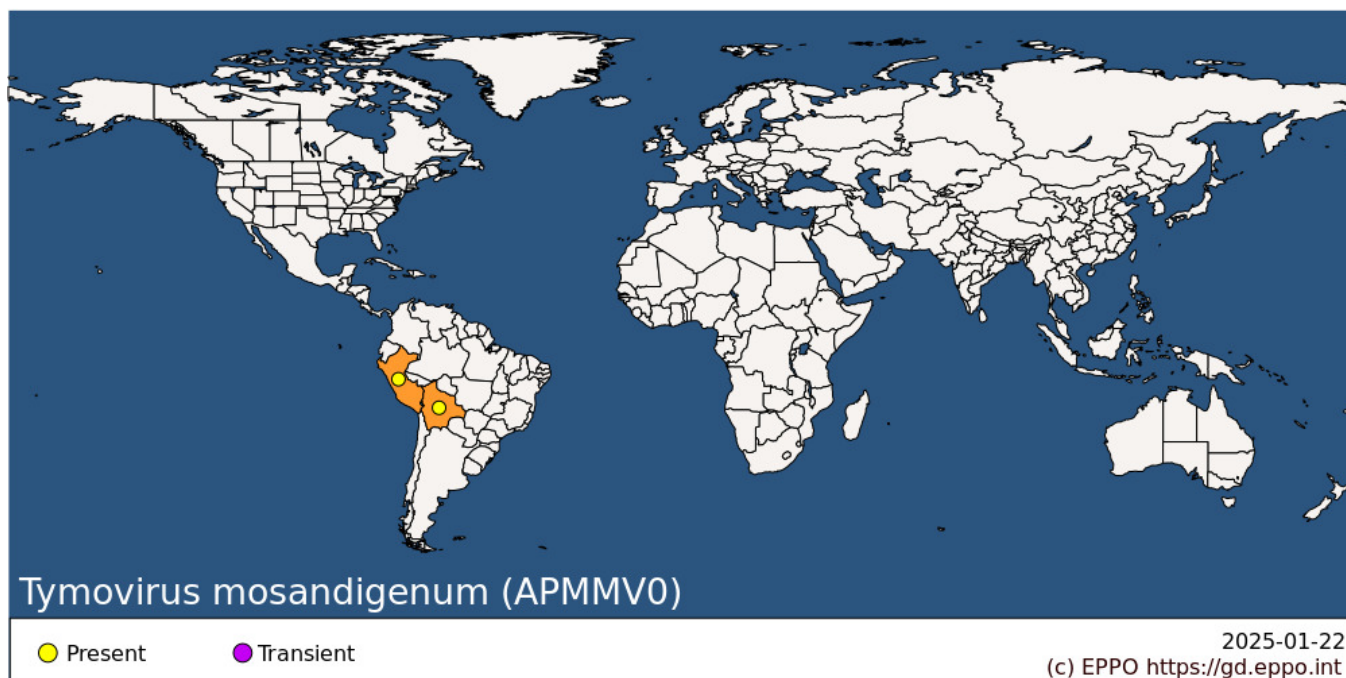 Tymovirus mosandigenum (APMMV0)
Present
Transient
2025-01-22
(c) EPPO https://gd.eppo.int